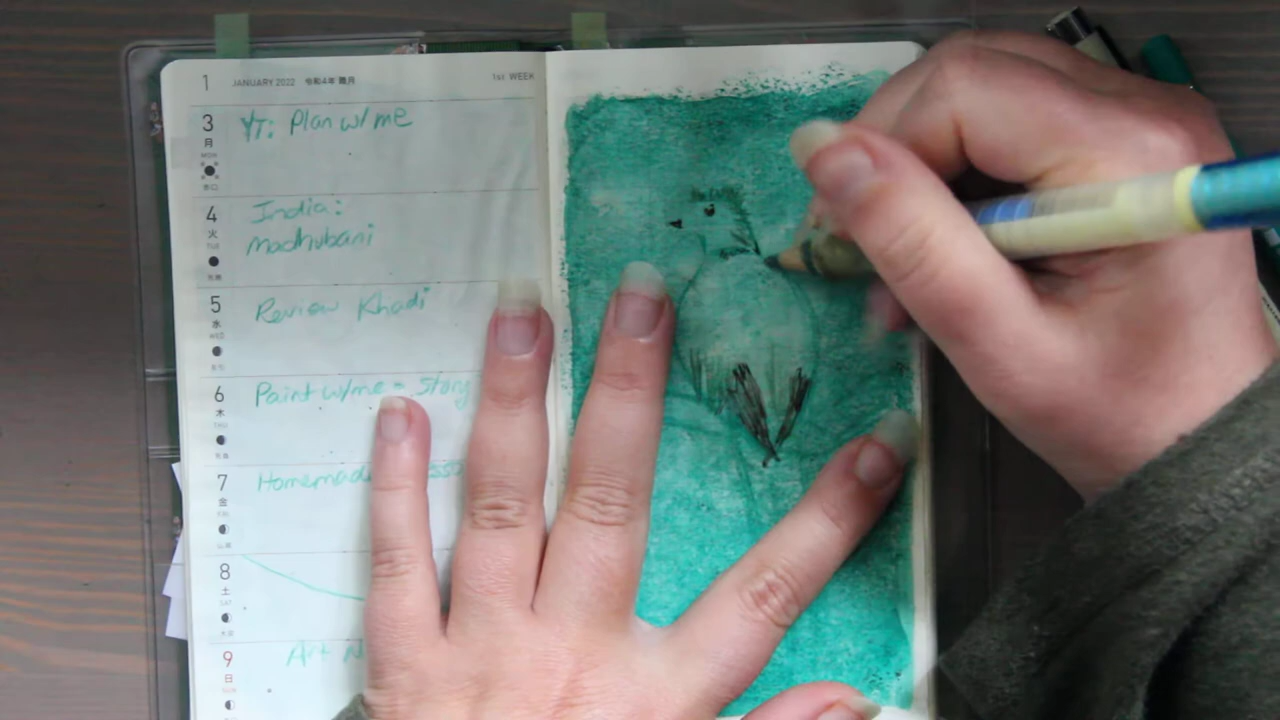 1 JANUARY 2022 令和4年 睦月 1st WEEK
3 YT: Plan w/ me
月
MON
4 India:
火 madhubani
TUE
5 Review Khadi
水
WED
6 Paint w/me - Story
木
THU
7 Homemade
金
FRI
8
土
SAT
9 Art
日
SUN